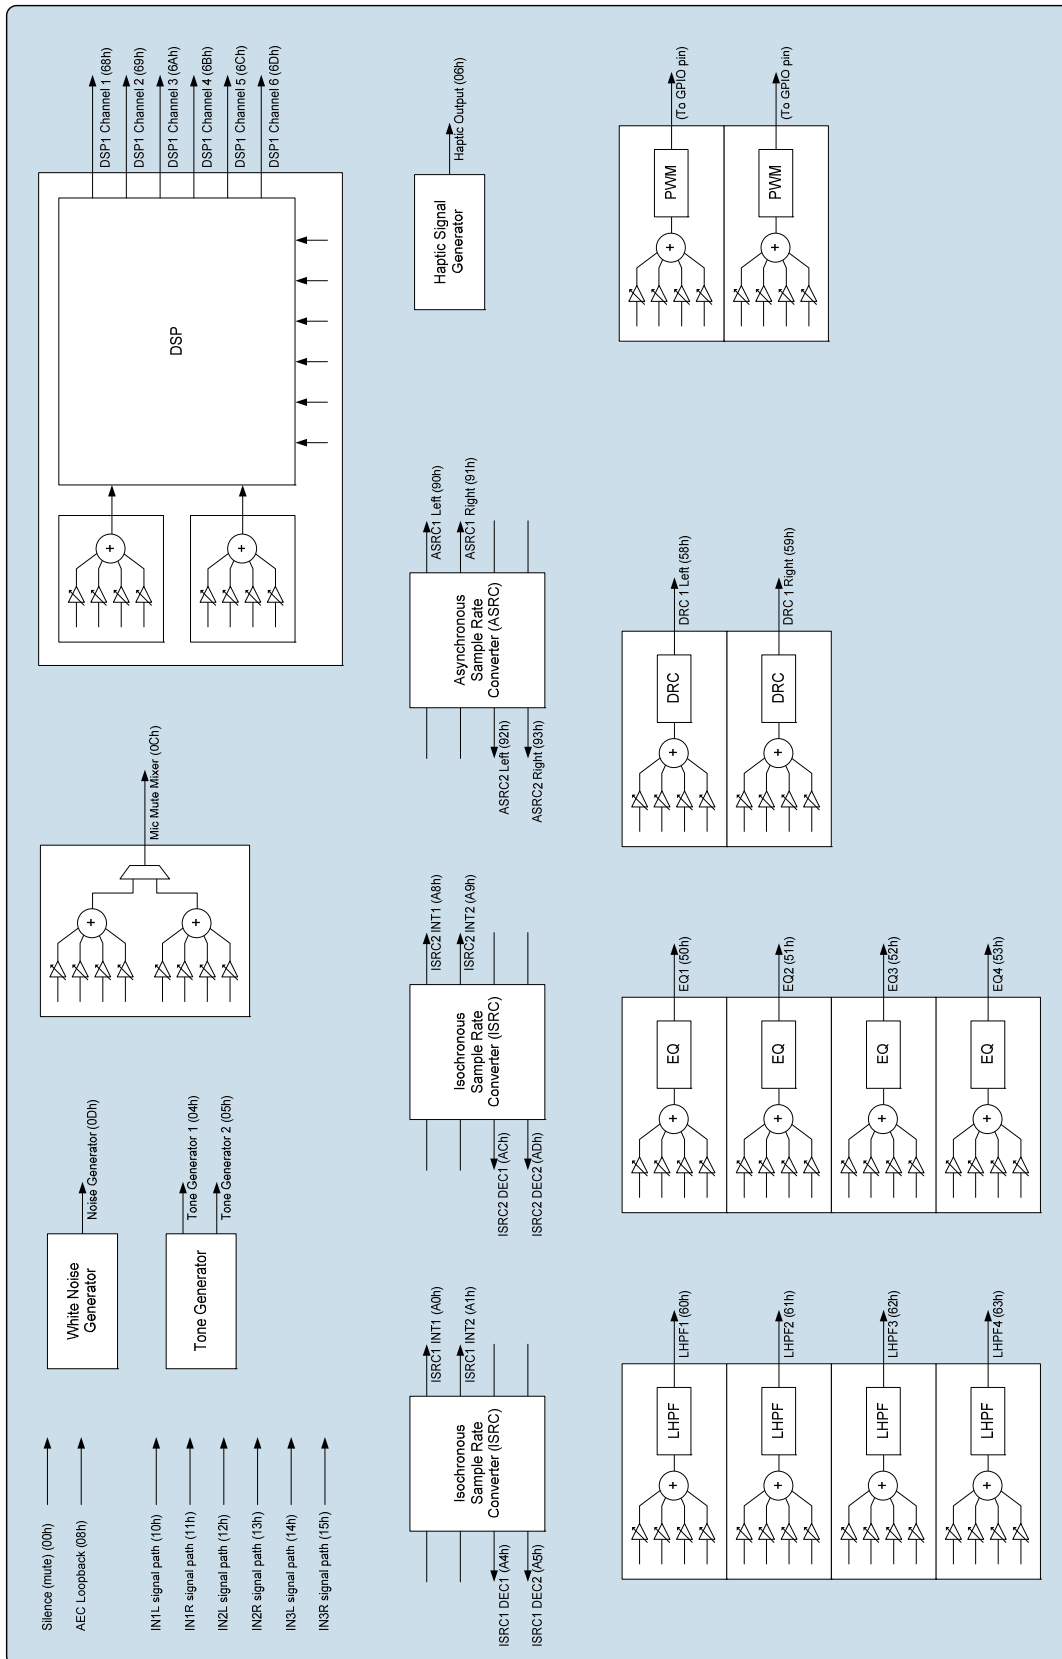 Silence (mute) (00h)
AEC Loopback (08h)
IN1L signal path (10h)
IN1R signal path (11h)
IN2L signal path (12h)
IN2R signal path (13h)
IN3L signal path (14h)
IN3R signal path (15h)
White Noise
Generator
Noise Generator (0Dh)
Tone Generator
Tone Generator 1 (04h)
Tone Generator 2 (05h)
+
+
Mic Mute Mixer (0Ch)
+
+
DSP
DSP1 Channel 1 (68h)
DSP1 Channel 2 (69h)
DSP1 Channel 3 (6Ah)
DSP1 Channel 4 (6Bh)
DSP1 Channel 5 (6Ch)
DSP1 Channel 6 (6Dh)
Isochronous
Sample Rate
Converter (ISRC)
ISRC1 INT1 (A0h)
ISRC1 INT2 (A1h)
ISRC1 DEC1 (A4h)
ISRC1 DEC2 (A5h)
Isochronous
Sample Rate
Converter (ISRC)
ISRC2 INT1 (A8h)
ISRC2 INT2 (A9h)
ISRC2 DEC1 (ACh)
ISRC2 DEC2 (ADh)
Asynchronous
Sample Rate
Converter (ASRC)
ASRC1 Left (90h)
ASRC1 Right (91h)
ASRC2 Left (92h)
ASRC2 Right (93h)
Haptic Signal
Generator
Haptic Output (06h)
+
LHPF
LHPF1 (60h)
+
LHPF
LHPF2 (61h)
+
LHPF
LHPF3 (62h)
+
LHPF
LHPF4 (63h)
+
EQ
EQ1 (50h)
+
EQ
EQ2 (51h)
+
EQ
EQ3 (52h)
+
EQ
EQ4 (53h)
+
DRC
DRC 1 Left (58h)
+
DRC
DRC 1 Right (59h)
+
PWM
(To GPIO pin)
+
PWM
(To GPIO pin)